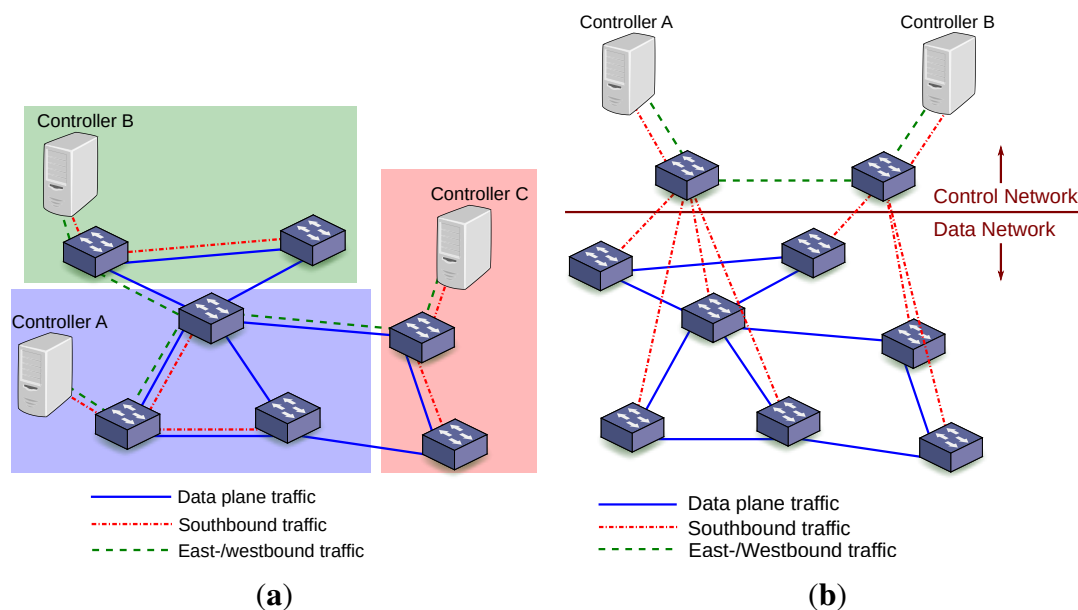 Controller B
Controller C
Controller A
Data plane traffic
Southbound traffic
East-/westbound traffic
(a)
Controller A
Controller B
Control Network
Data Network
Data plane traffic
Southbound traffic
East-/Westbound traffic
(b)